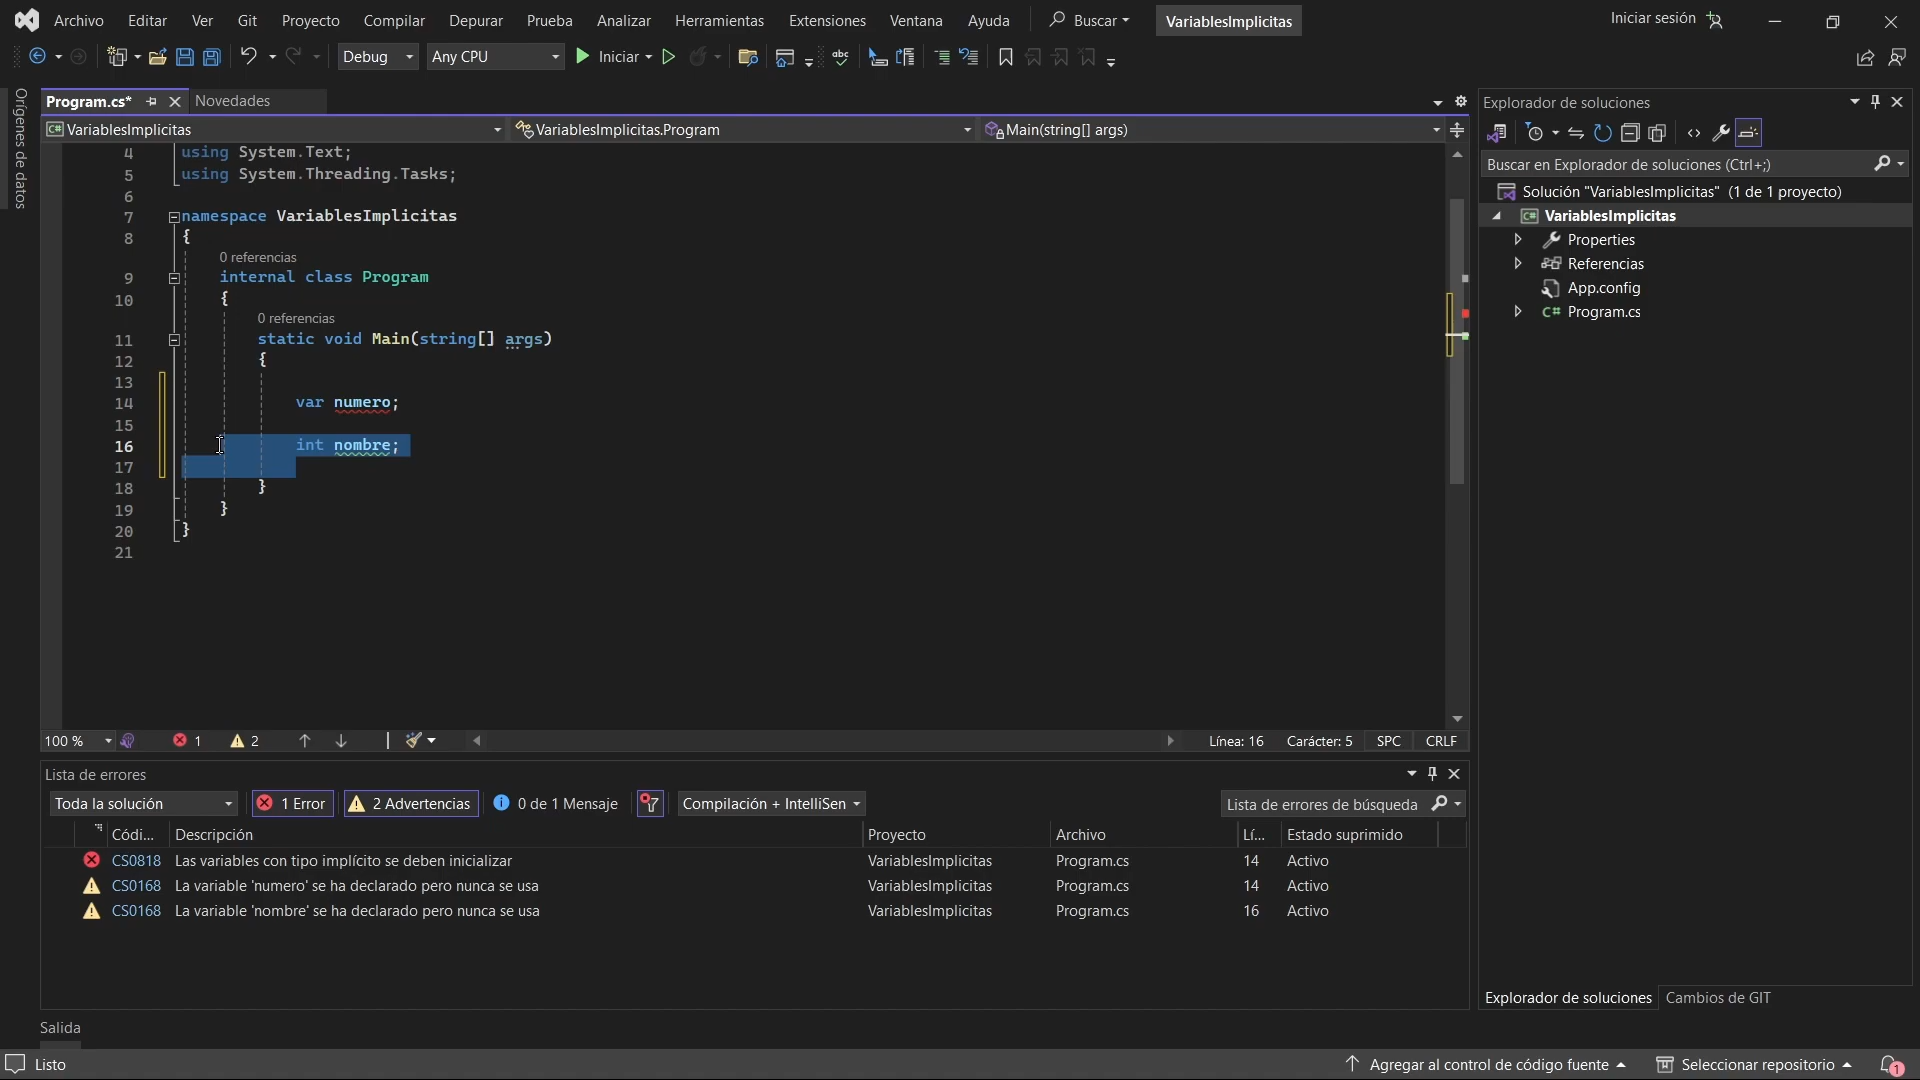 Archivo Editar Ver Git Proyecto Compilar Depurar Prueba Analizar Herramientas Extensiones Ventana Ayuda Buscar VariablesImplicitas Iniciar sesión
Debug Any CPU Iniciar
Orígenes de datos
Program.cs* Novedades
VariablesImplicitas VariablesImplicitas.Program Main(string[] args)
4 using System.Text;
5 using System.Threading.Tasks;
6
7 namespace VariablesImplicitas
8 {
0 referencias
9 internal class Program
10 {
0 referencias
11 static void Main(string[] args)
12 {
13
14 var numero;
15
16 int nombre;
17
18 }
19 }
20 }
21
100 % 1 2 Línea: 16 Carácter: 5 SPC CRLF
Lista de errores
Toda la solución 1 Error 2 Advertencias 0 de 1 Mensaje Compilación + IntelliSen Lista de errores de búsqueda
Códi... Descripción Proyecto Archivo Lí... Estado suprimido
CS0818 Las variables con tipo implícito se deben inicializar VariablesImplicitas Program.cs 14 Activo
CS0168 La variable 'numero' se ha declarado pero nunca se usa VariablesImplicitas Program.cs 14 Activo
CS0168 La variable 'nombre' se ha declarado pero nunca se usa VariablesImplicitas Program.cs 16 Activo
Explorador de soluciones
Buscar en Explorador de soluciones (Ctrl+;)
Solución "VariablesImplicitas" (1 de 1 proyecto)
C# VariablesImplicitas
Properties
Referencias
App.config
C# Program.cs
Explorador de soluciones Cambios de GIT
Salida
Listo Agregar al control de código fuente Seleccionar repositorio 1